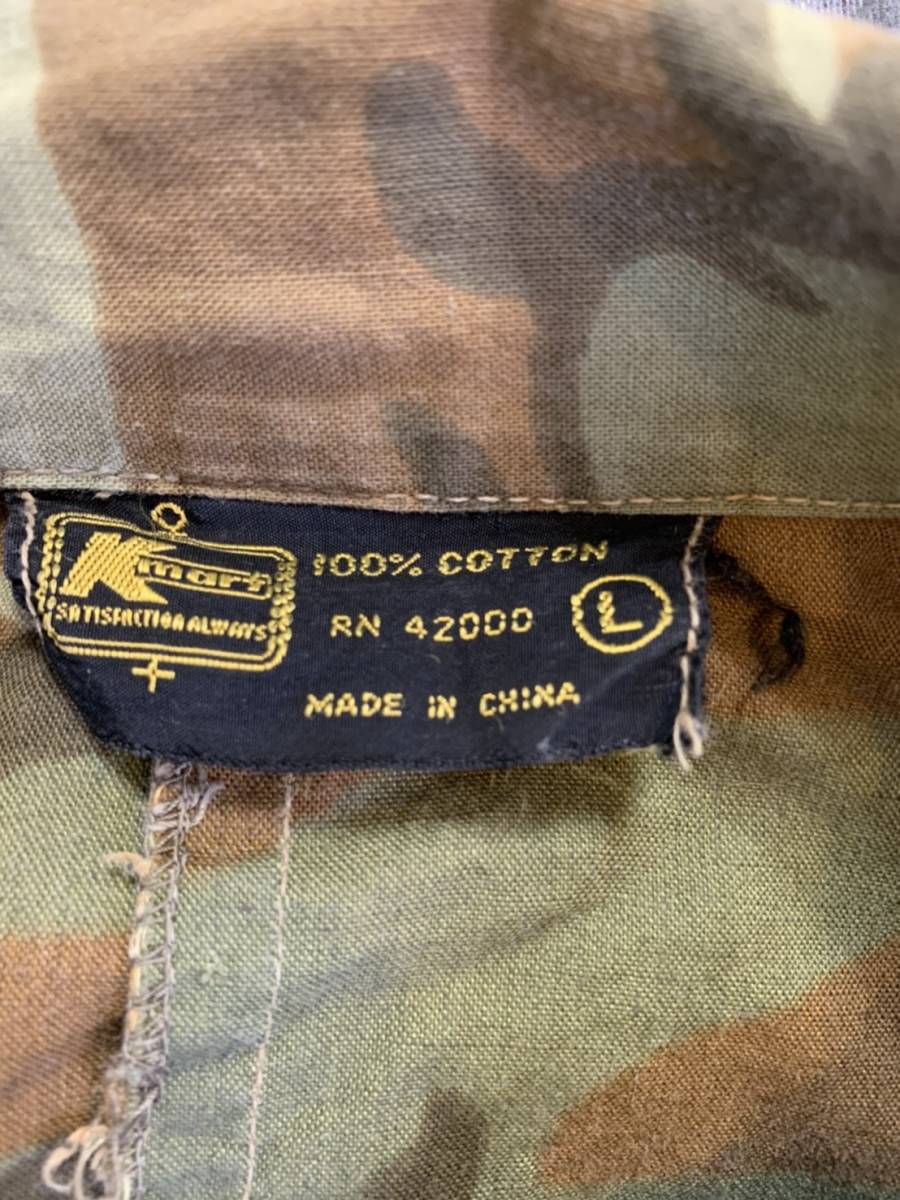 Kmart
SATISFACTION ALWAYS
100% COTTON
RN 42000
L
MADE IN CHINA